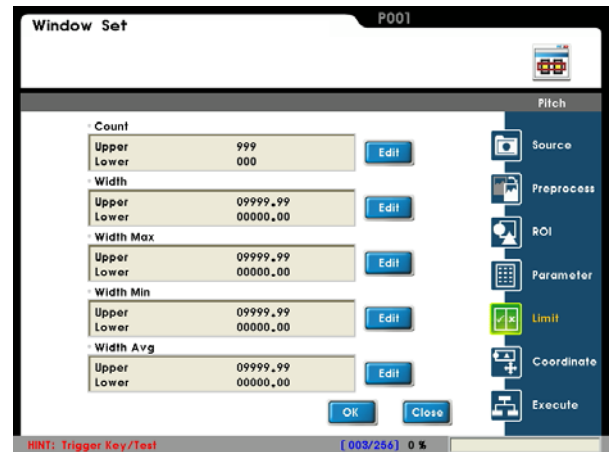 Window Set
P001
Pitch
Count
Upper 999
Lower 000
Edit
Width
Upper 09999.99
Lower 00000.00
Edit
Width Max
Upper 09999.99
Lower 00000.00
Edit
Width Min
Upper 09999.99
Lower 00000.00
Edit
Width Avg
Upper 09999.99
Lower 00000.00
Edit
OK Close
Source
Preprocess
ROI
Parameter
Limit
Coordinate
Execute
HINT: Trigger Key/Test [003/256] 0 %